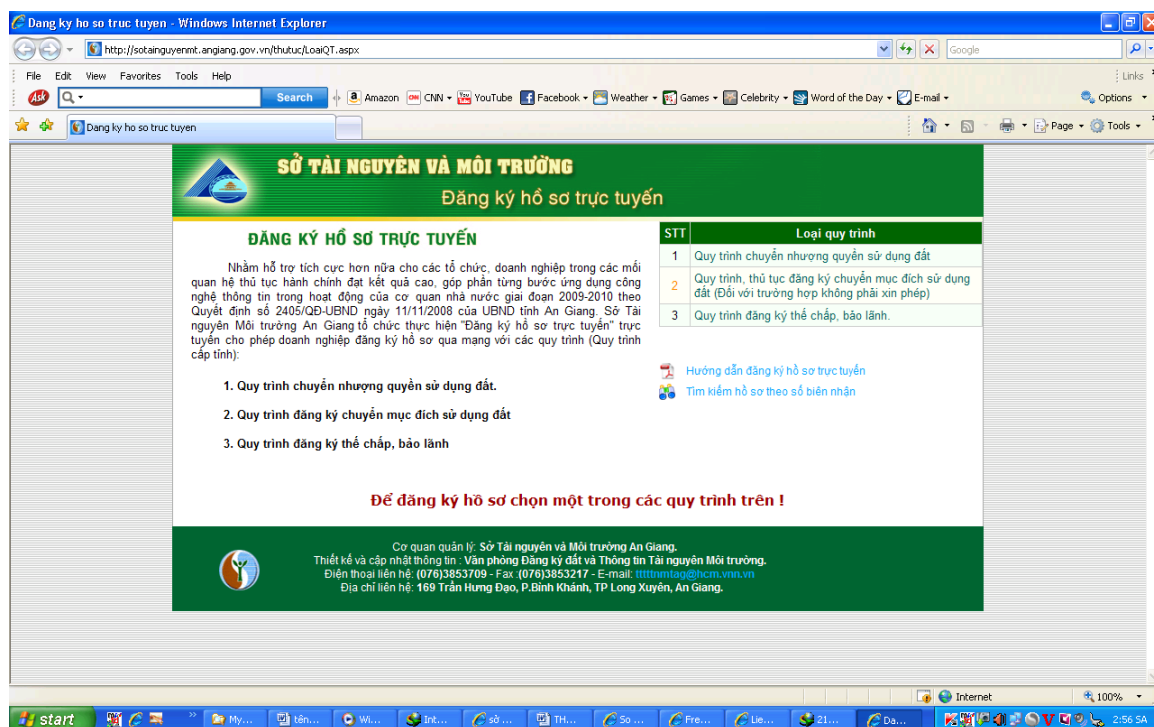 Dang ky ho so truc tuyen - Windows Internet Explorer
http://sotainguyenmt.angiang.gov.vn/thutuc/LoaiQT.aspx
Google
File Edit View Favorites Tools Help
Links
Ask
Search
Amazon CNN YouTube Facebook Weather Games Celebrity Word of the Day E-mail
Options
Dang ky ho so truc tuyen
Page Tools
SỞ TÀI NGUYÊN VÀ MÔI TRƯỜNG
Đăng ký hồ sơ trực tuyến
ĐĂNG KÝ HỒ SƠ TRỰC TUYẾN
Nhằm hỗ trợ tích cực hơn nữa cho các tổ chức, doanh nghiệp trong các mối
quan hệ thủ tục hành chính đạt kết quả cao, góp phần từng bước ứng dụng công
nghệ thông tin trong hoạt động của cơ quan nhà nước giai đoạn 2009-2010 theo
Quyết định số 2405/QĐ-UBND ngày 11/11/2008 của UBND tỉnh An Giang. Sở Tài
nguyên Môi trường An Giang tổ chức thực hiện "Đăng ký hồ sơ trực tuyến" trực
tuyến cho phép doanh nghiệp đăng ký hồ sơ qua mạng với các quy trình (Quy trình
cấp tỉnh):
1. Quy trình chuyển nhượng quyền sử dụng đất.
2. Quy trình đăng ký chuyển mục đích sử dụng đất
3. Quy trình đăng ký thế chấp, bảo lãnh
STT Loại quy trình
1 Quy trình chuyển nhượng quyền sử dụng đất
2 Quy trình, thủ tục đăng ký chuyển mục đích sử dụng
đất (Đối với trường hợp không phải xin phép)
3 Quy trình đăng ký thế chấp, bảo lãnh.
Hướng dẫn đăng ký hồ sơ trực tuyến
Tìm kiếm hồ sơ theo số biên nhận
Để đăng ký hồ sơ chọn một trong các quy trình trên !
Cơ quan quản lý: Sở Tài nguyên và Môi trường An Giang.
Thiết kế và cập nhật thông tin : Văn phòng Đăng ký đất và Thông tin Tài nguyên Môi trường.
Điện thoại liên hệ: (076)3853709 - Fax :(076)3853217 - E-mail: tttttnmtag@hcm.vnn.vn
Địa chỉ liên hệ: 169 Trần Hưng Đạo, P.Bình Khánh, TP Long Xuyên, An Giang.
Internet
100%
start
My...
tên...
Wi...
Int...
sở ...
TH...
So ...
Fre...
Lie...
21...
Da...
2:56 SA